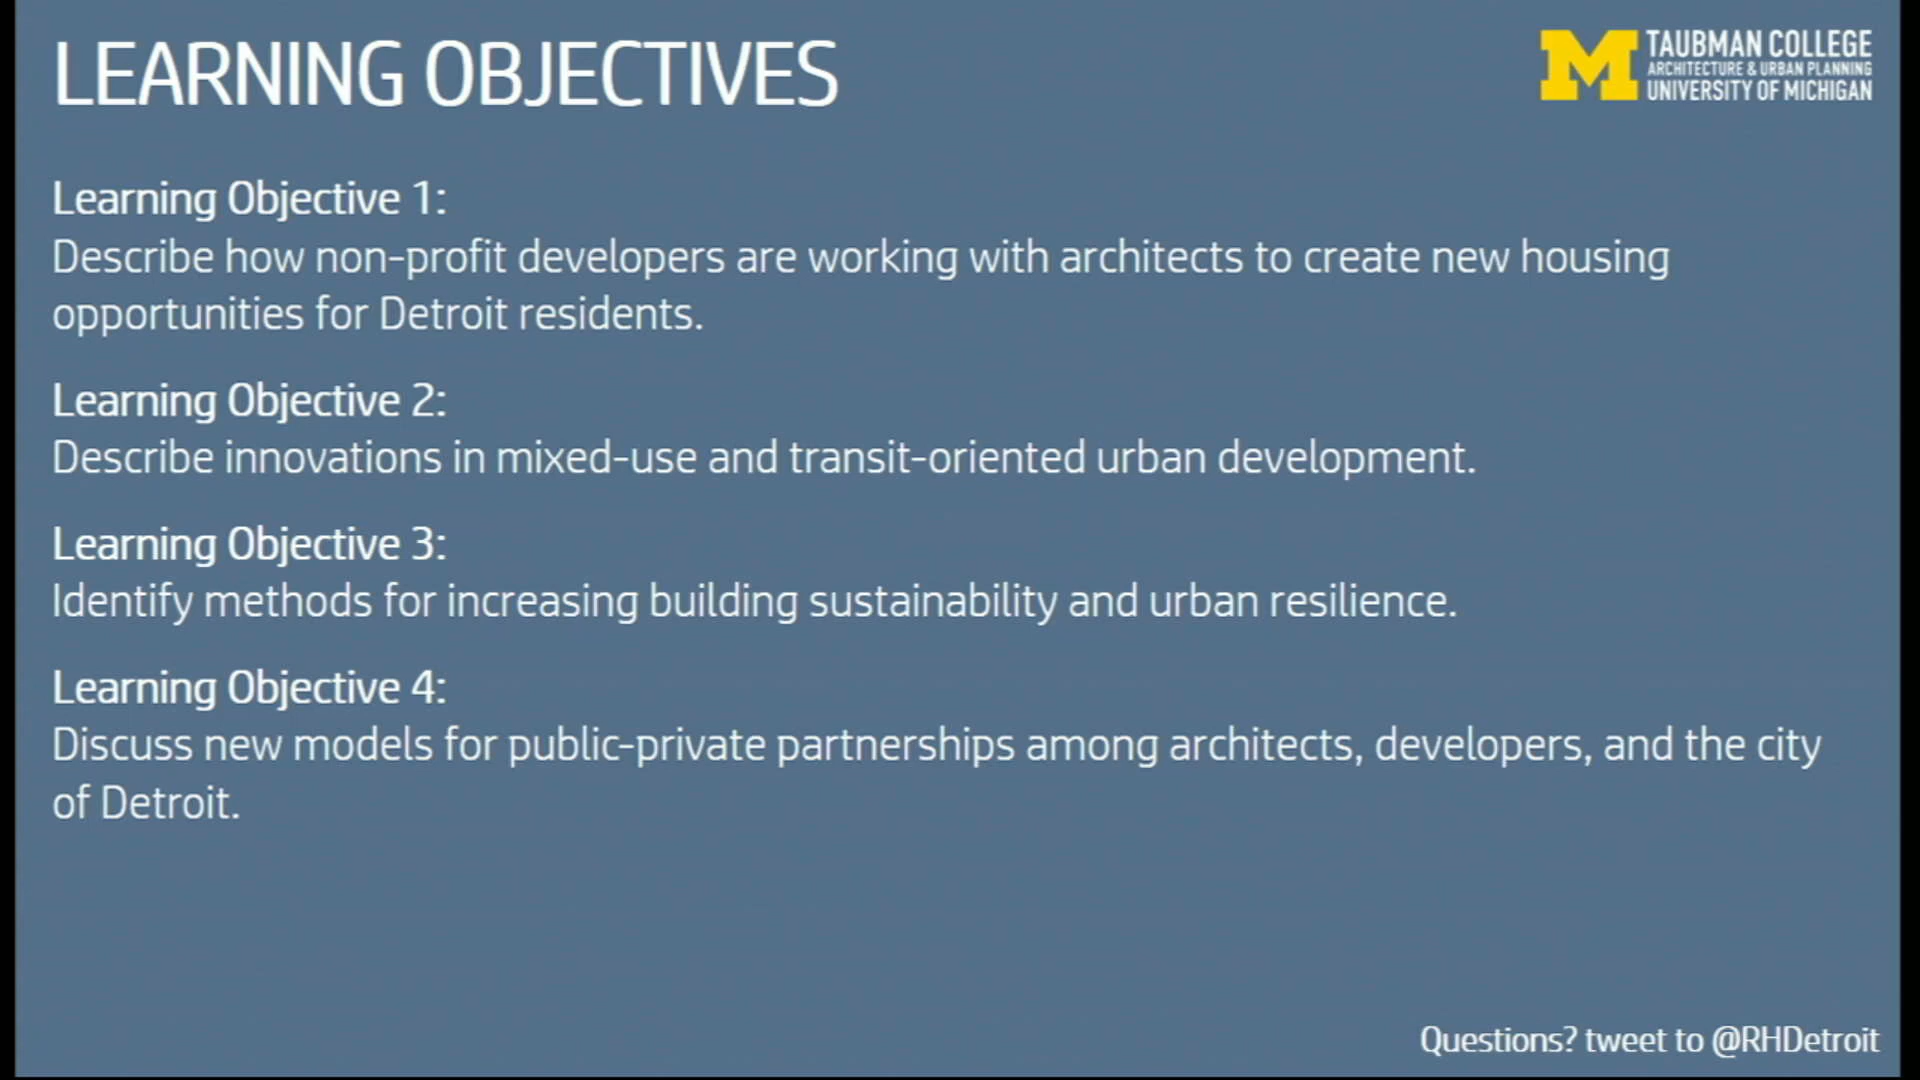 LEARNING OBJECTIVES
M TAUBMAN COLLEGE
ARCHITECTURE & URBAN PLANNING
UNIVERSITY OF MICHIGAN
Learning Objective 1:
Describe how non-profit developers are working with architects to create new housing
opportunities for Detroit residents.
Learning Objective 2:
Describe innovations in mixed-use and transit-oriented urban development.
Learning Objective 3:
Identify methods for increasing building sustainability and urban resilience.
Learning Objective 4:
Discuss new models for public-private partnerships among architects, developers, and the city
of Detroit.
Questions? tweet to @RHDetroit